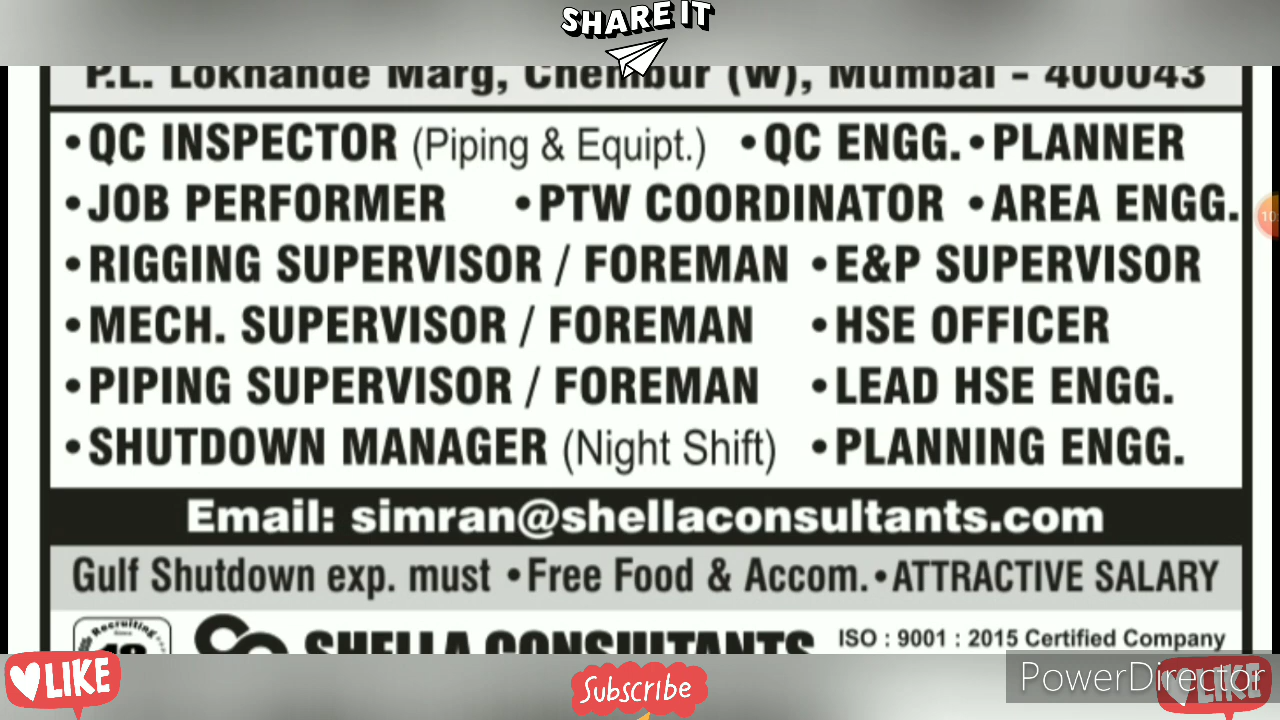 SHARE IT
P.L. Lokhande Marg, Chembur (W), Mumbai - 400043
•QC INSPECTOR (Piping & Equipt.) •QC ENGG. •PLANNER
•JOB PERFORMER •PTW COORDINATOR •AREA ENGG.
•RIGGING SUPERVISOR / FOREMAN •E&P SUPERVISOR
•MECH. SUPERVISOR / FOREMAN •HSE OFFICER
•PIPING SUPERVISOR / FOREMAN •LEAD HSE ENGG.
•SHUTDOWN MANAGER (Night Shift) •PLANNING ENGG.
Email: simran@shellaconsultants.com
Gulf Shutdown exp. must •Free Food & Accom. •ATTRACTIVE SALARY
Recruiting
Since
SHELLA CONSULTANTS ISO : 9001 : 2015 Certified Company
LIKE Subscribe PowerDirector LIKE